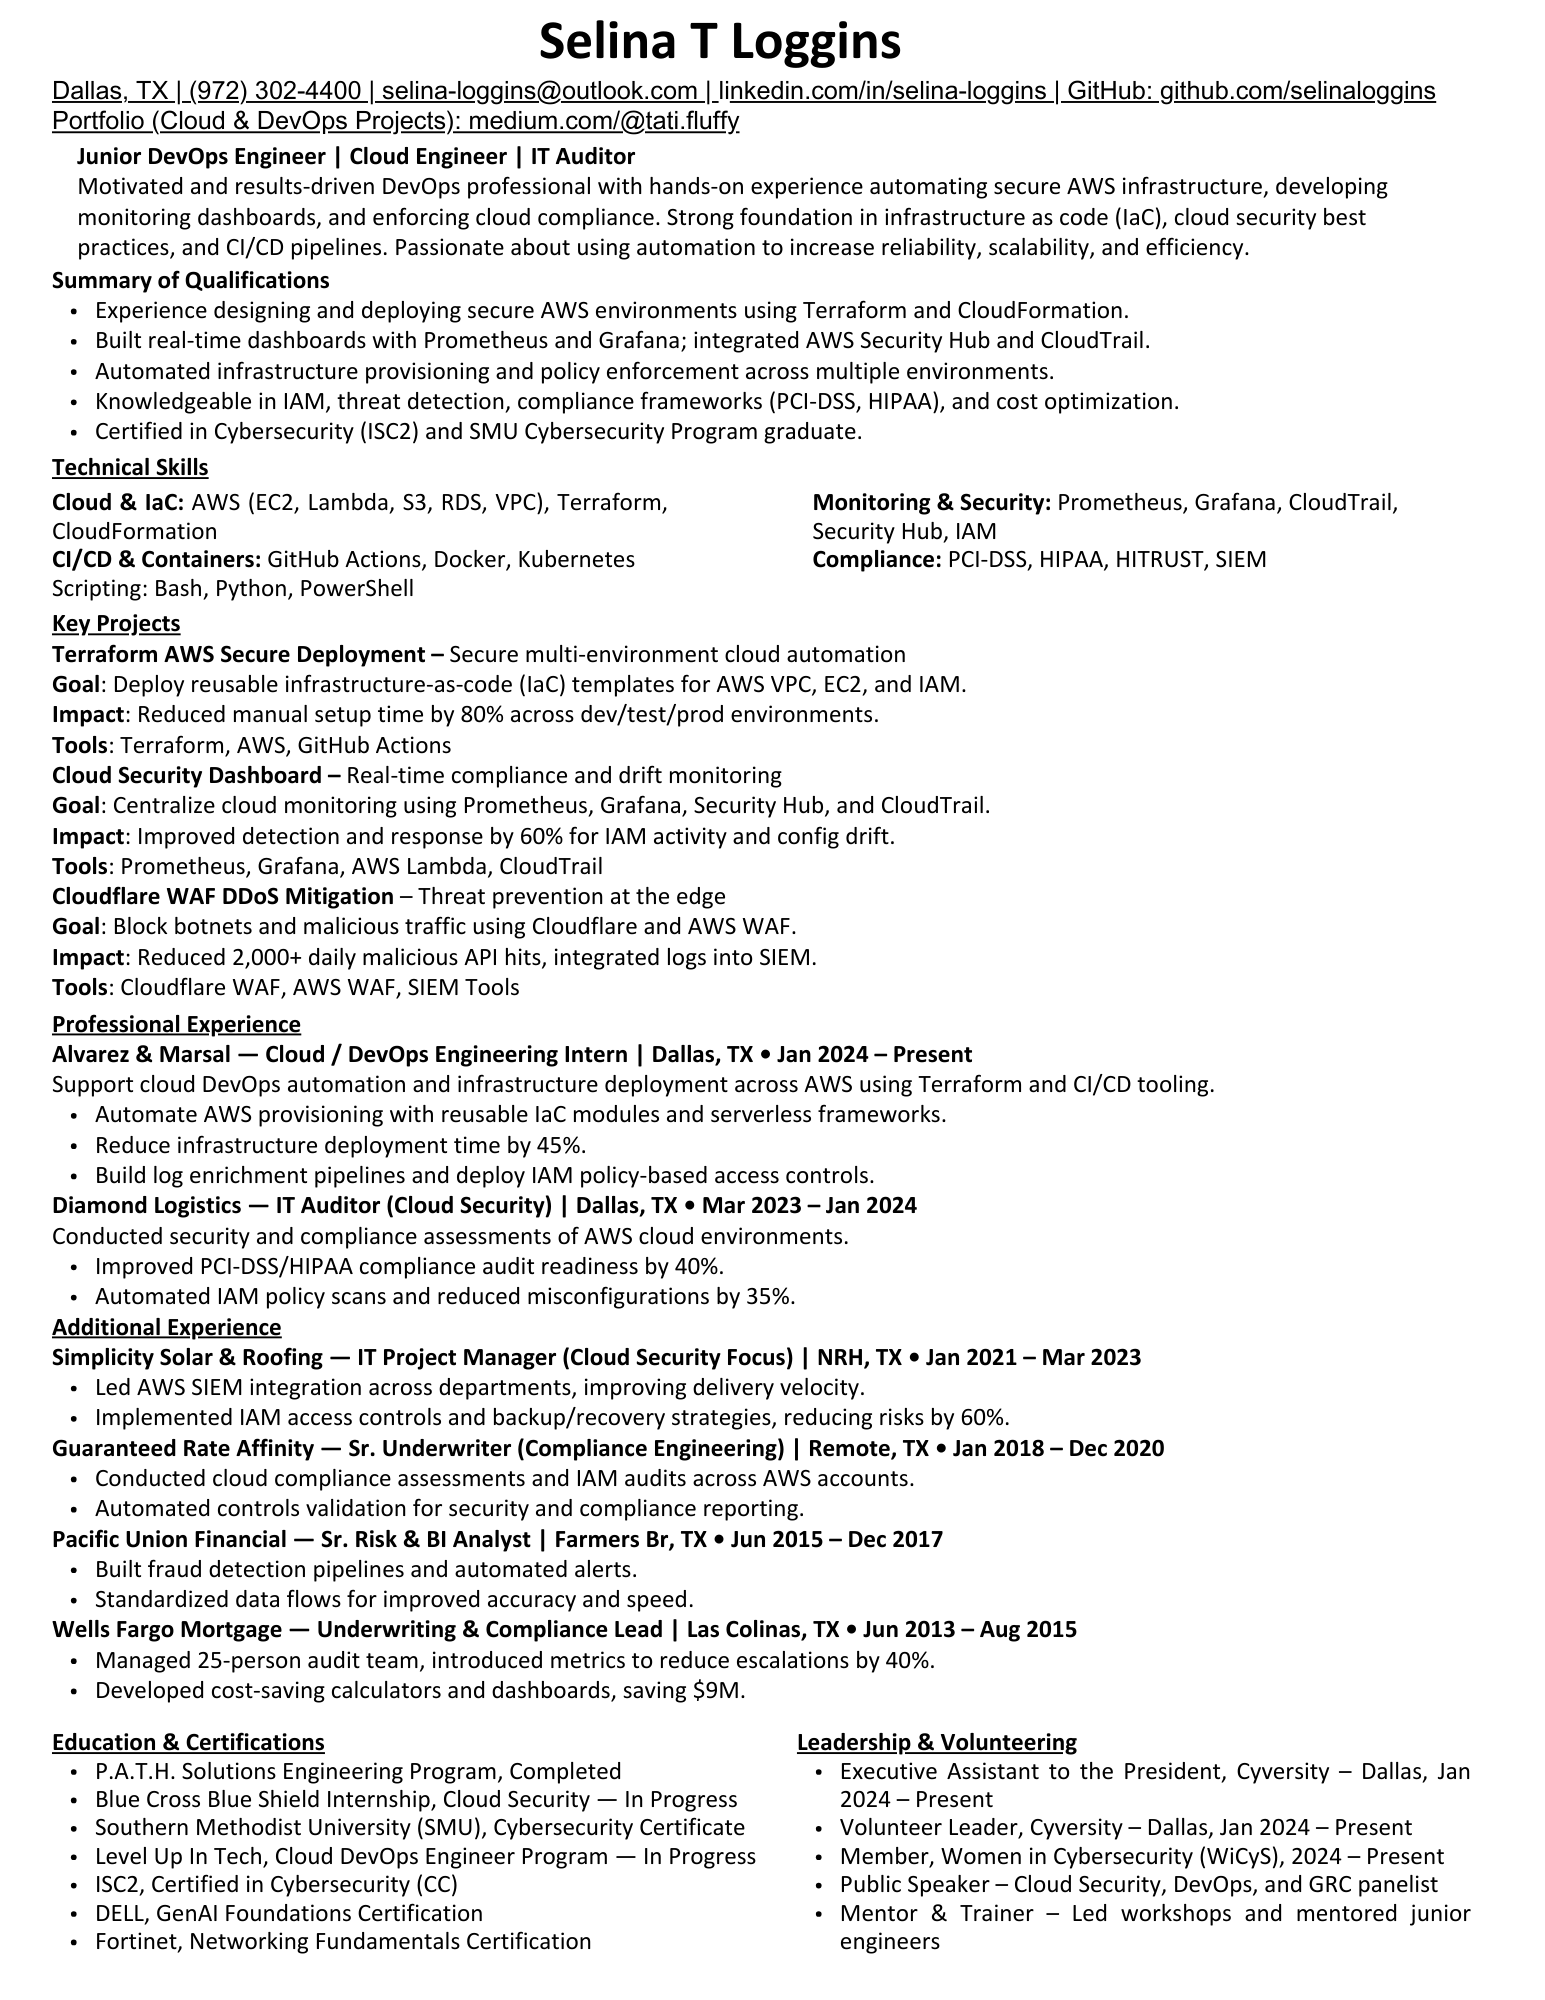 Selina T Loggins
Dallas, TX | (972) 302-4400 | selina-loggins@outlook.com | linkedin.com/in/selina-loggins | GitHub: github.com/selinaloggins
Portfolio (Cloud & DevOps Projects): medium.com/@tati.fluffy
Junior DevOps Engineer | Cloud Engineer | IT Auditor
Motivated and results-driven DevOps professional with hands-on experience automating secure AWS infrastructure, developing
monitoring dashboards, and enforcing cloud compliance. Strong foundation in infrastructure as code (IaC), cloud security best
practices, and CI/CD pipelines. Passionate about using automation to increase reliability, scalability, and efficiency.
Summary of Qualifications
• Experience designing and deploying secure AWS environments using Terraform and CloudFormation.
• Built real-time dashboards with Prometheus and Grafana; integrated AWS Security Hub and CloudTrail.
• Automated infrastructure provisioning and policy enforcement across multiple environments.
• Knowledgeable in IAM, threat detection, compliance frameworks (PCI-DSS, HIPAA), and cost optimization.
• Certified in Cybersecurity (ISC2) and SMU Cybersecurity Program graduate.
Technical Skills
Cloud & IaC: AWS (EC2, Lambda, S3, RDS, VPC), Terraform,
CloudFormation
CI/CD & Containers: GitHub Actions, Docker, Kubernetes
Scripting: Bash, Python, PowerShell
Monitoring & Security: Prometheus, Grafana, CloudTrail,
Security Hub, IAM
Compliance: PCI-DSS, HIPAA, HITRUST, SIEM
Key Projects
Terraform AWS Secure Deployment – Secure multi-environment cloud automation
Goal: Deploy reusable infrastructure-as-code (IaC) templates for AWS VPC, EC2, and IAM.
Impact: Reduced manual setup time by 80% across dev/test/prod environments.
Tools: Terraform, AWS, GitHub Actions
Cloud Security Dashboard – Real-time compliance and drift monitoring
Goal: Centralize cloud monitoring using Prometheus, Grafana, Security Hub, and CloudTrail.
Impact: Improved detection and response by 60% for IAM activity and config drift.
Tools: Prometheus, Grafana, AWS Lambda, CloudTrail
Cloudflare WAF DDoS Mitigation – Threat prevention at the edge
Goal: Block botnets and malicious traffic using Cloudflare and AWS WAF.
Impact: Reduced 2,000+ daily malicious API hits, integrated logs into SIEM.
Tools: Cloudflare WAF, AWS WAF, SIEM Tools
Professional Experience
Alvarez & Marsal — Cloud / DevOps Engineering Intern | Dallas, TX • Jan 2024 – Present
Support cloud DevOps automation and infrastructure deployment across AWS using Terraform and CI/CD tooling.
• Automate AWS provisioning with reusable IaC modules and serverless frameworks.
• Reduce infrastructure deployment time by 45%.
• Build log enrichment pipelines and deploy IAM policy-based access controls.
Diamond Logistics — IT Auditor (Cloud Security) | Dallas, TX • Mar 2023 – Jan 2024
Conducted security and compliance assessments of AWS cloud environments.
• Improved PCI-DSS/HIPAA compliance audit readiness by 40%.
• Automated IAM policy scans and reduced misconfigurations by 35%.
Additional Experience
Simplicity Solar & Roofing — IT Project Manager (Cloud Security Focus) | NRH, TX • Jan 2021 – Mar 2023
• Led AWS SIEM integration across departments, improving delivery velocity.
• Implemented IAM access controls and backup/recovery strategies, reducing risks by 60%.
Guaranteed Rate Affinity — Sr. Underwriter (Compliance Engineering) | Remote, TX • Jan 2018 – Dec 2020
• Conducted cloud compliance assessments and IAM audits across AWS accounts.
• Automated controls validation for security and compliance reporting.
Pacific Union Financial — Sr. Risk & BI Analyst | Farmers Br, TX • Jun 2015 – Dec 2017
• Built fraud detection pipelines and automated alerts.
• Standardized data flows for improved accuracy and speed.
Wells Fargo Mortgage — Underwriting & Compliance Lead | Las Colinas, TX • Jun 2013 – Aug 2015
• Managed 25-person audit team, introduced metrics to reduce escalations by 40%.
• Developed cost-saving calculators and dashboards, saving $9M.
Education & Certifications
• P.A.T.H. Solutions Engineering Program, Completed
• Blue Cross Blue Shield Internship, Cloud Security — In Progress
• Southern Methodist University (SMU), Cybersecurity Certificate
• Level Up In Tech, Cloud DevOps Engineer Program — In Progress
• ISC2, Certified in Cybersecurity (CC)
• DELL, GenAI Foundations Certification
• Fortinet, Networking Fundamentals Certification
Leadership & Volunteering
• Executive Assistant to the President, Cyversity – Dallas, Jan
2024 – Present
• Volunteer Leader, Cyversity – Dallas, Jan 2024 – Present
• Member, Women in Cybersecurity (WiCyS), 2024 – Present
• Public Speaker – Cloud Security, DevOps, and GRC panelist
• Mentor & Trainer – Led workshops and mentored junior
engineers